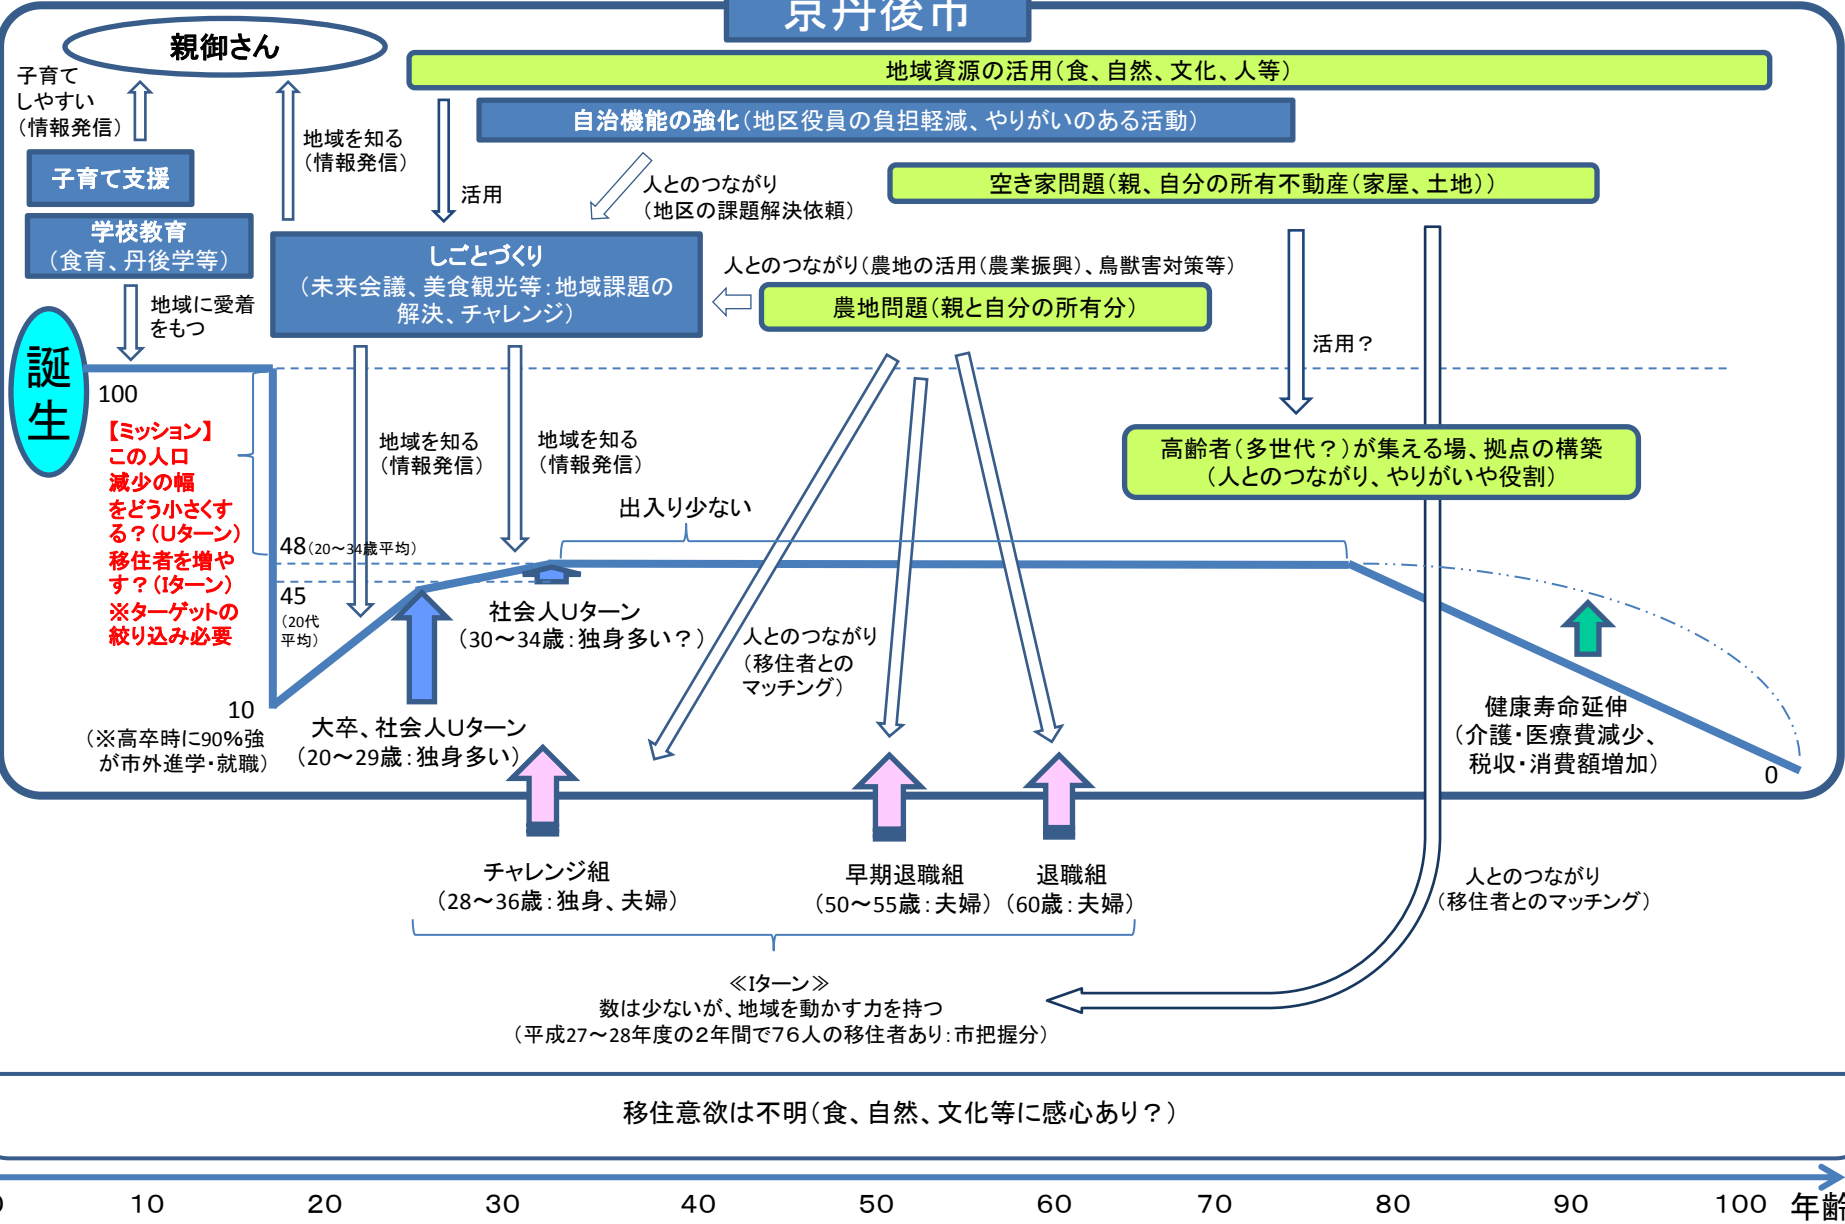 京丹後市
親御さん
子育て
しやすい
（情報発信）
地域資源の活用（食、自然、文化、人等）
自治機能の強化（地区役員の負担軽減、やりがいのある活動）
地域を知る
（情報発信）
子育て支援
活用
人とのつながり
（地区の課題解決依頼）
空き家問題（親、自分の所有不動産（家屋、土地））
学校教育
（食育、丹後学等）
しごとづくり
（未来会議、美食観光等：地域課題の
解決、チャレンジ）
人とのつながり（農地の活用（農業振興）、鳥獣害対策等）
農地問題（親と自分の所有分）
地域に愛着
をもつ
活用？
誕
生
100
【ミッション】
この人口
減少の幅
をどう小さくす
る？（Uターン）
移住者を増や
す？（Iターン）
※ターゲットの
絞り込み必要
地域を知る
（情報発信）
地域を知る
（情報発信）
高齢者（多世代？）が集える場、拠点の構築
（人とのつながり、やりがいや役割）
出入り少ない
48（20～34歳平均）
45
（20代
平均）
社会人Uターン
（30～34歳：独身多い？）
人とのつながり
（移住者との
マッチング）
10
（※高卒時に90%強
が市外進学・就職）
大卒、社会人Uターン
（20～29歳：独身多い）
健康寿命延伸
（介護・医療費減少、
税収・消費額増加）
0
チャレンジ組
（28～36歳：独身、夫婦）
早期退職組
（50～55歳：夫婦）
退職組
（60歳：夫婦）
人とのつながり
（移住者とのマッチング）
≪Iターン≫
数は少ないが、地域を動かす力を持つ
（平成27～28年度の2年間で76人の移住者あり：市把握分）
移住意欲は不明（食、自然、文化等に感心あり？）
0 10 20 30 40 50 60 70 80 90 100 年齢